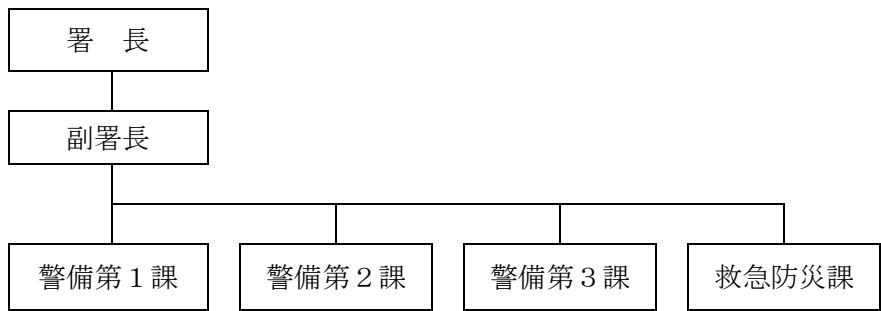 署　長
副署長
警備第１課
警備第２課
警備第３課
救急防災課